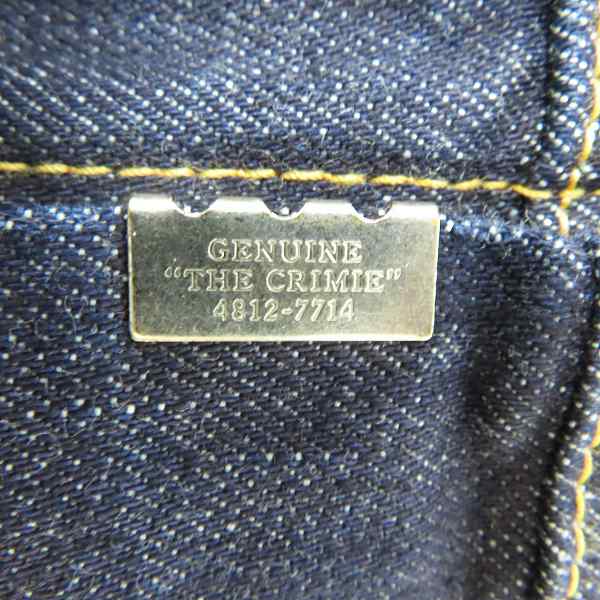 GENUINE
"THE CRIMIE"
4812-7714